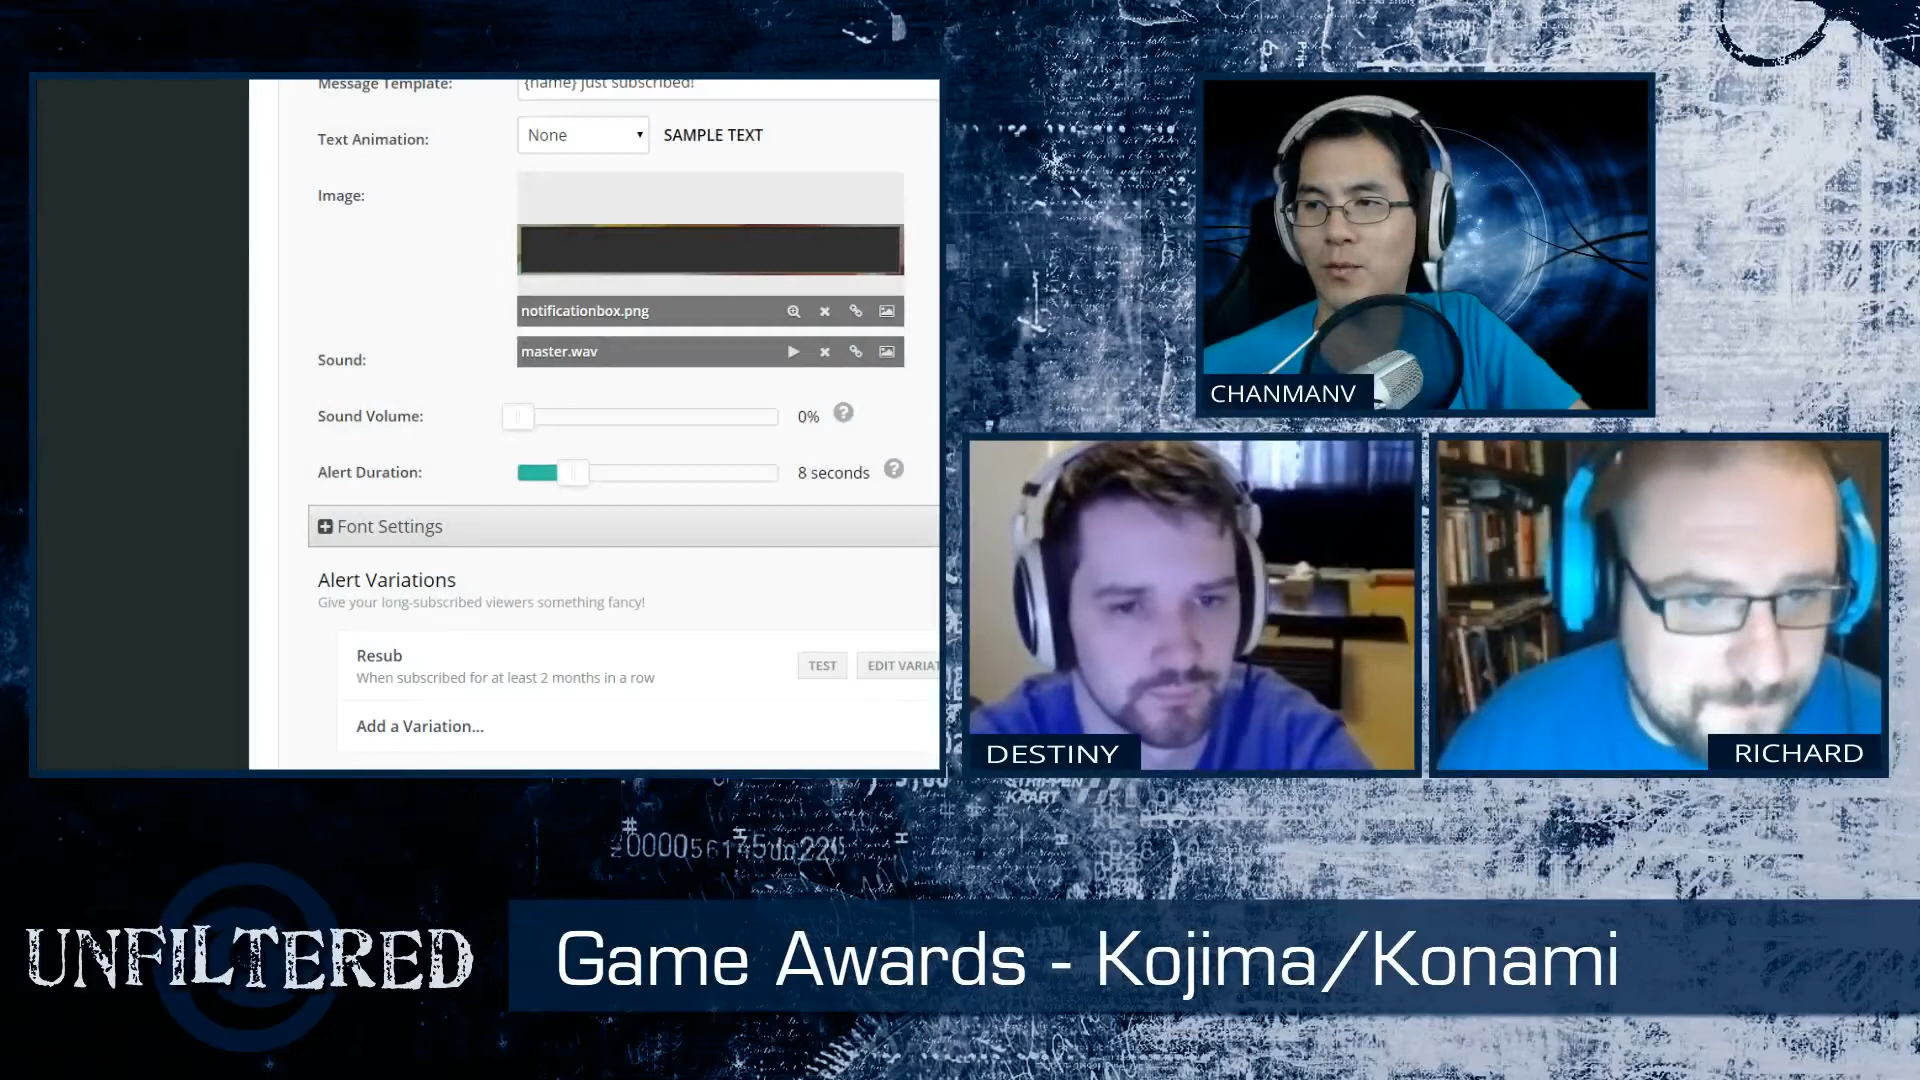 Message Template:
{name} just subscribed!
Text Animation:
None
SAMPLE TEXT
Image:
notificationbox.png
Sound:
master.wav
Sound Volume:
0%
Alert Duration:
8 seconds
Font Settings
Alert Variations
Give your long-subscribed viewers something fancy!
Resub
When subscribed for at least 2 months in a row
TEST
EDIT VARIAT
Add a Variation...
CHANMANV
DESTINY
RICHARD
UNFILTERED
Game Awards - Kojima/Konami